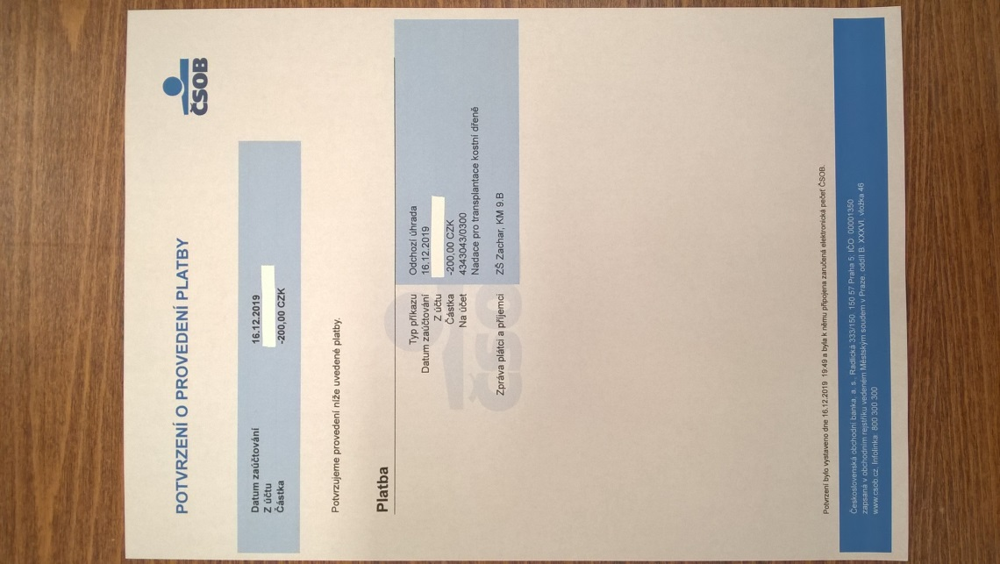 ČSOB
POTVRZENÍ O PROVEDENÍ PLATBY
Datum zaúčtování 16.12.2019
Z účtu
Částka -200,00 CZK
Potvrzujeme provedení níže uvedené platby.
Platba
Typ příkazu Odchozí úhrada
Datum zaúčtování 16.12.2019
Z účtu
Částka -200,00 CZK
Na účet 4343043/0300
Nadace pro transplantace kostní dřeně
Zpráva plátci a příjemci ZŠ Zachar, KM 9.B
ČSOB
Potvrzení bylo vystaveno dne 16.12.2019 19:49 a byla k němu připojena zaručená elektronická pečeť ČSOB.
Československá obchodní banka, a. s., Radlická 333/150, 150 57 Praha 5; IČO: 00001350
zapsaná v obchodním rejstříku vedeném Městským soudem v Praze, oddíl B: XXXVI, vložka 46
www.csob.cz, Infolinka: 800 300 300